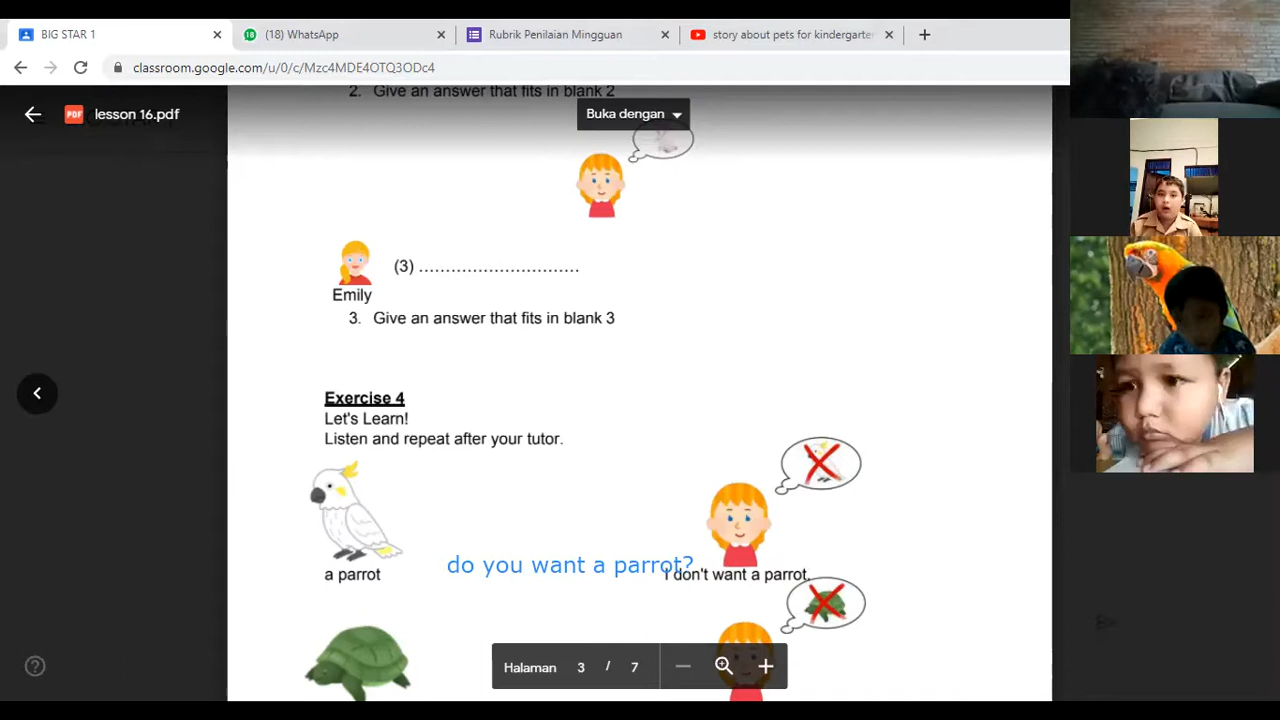 BIG STAR 1
(18) WhatsApp
Rubrik Penilaian Mingguan
story about pets for kindergarte
classroom.google.com/u/0/c/Mzc4MDE4OTQ3ODc4
2. Give an answer that fits in blank 2
PDF lesson 16.pdf
Buka dengan
(3) ..............................
Emily
3. Give an answer that fits in blank 3
Exercise 4
Let's Learn!
Listen and repeat after your tutor.
do you want a parrot?
a parrot
I don't want a parrot.
Halaman 3 / 7